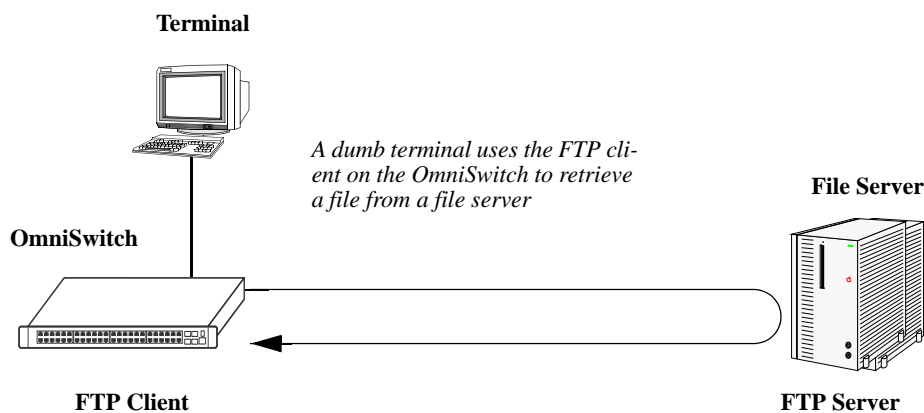 Terminal
A dumb terminal uses the FTP cli-
ent on the OmniSwitch to retrieve
a file from a file server
File Server
OmniSwitch
FTP Client
FTP Server